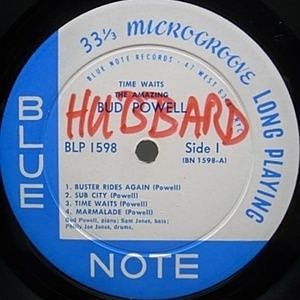 33⅓ MICROGROOVE LONG PLAYING
BLUE NOTE RECORDS - 47 WEST 63rd
TIME WAITS
THE AMAZING
BUD POWELL
HUBBARD
BLP 1598
Side 1
(BN 1598-A)
1. BUSTER RIDES AGAIN (Powell)
2. SUB CITY (Powell)
3. TIME WAITS (Powell)
4. MARMALADE (Powell)
Bud Powell, piano; Sam Jones, bass;
Philly Joe Jones, drums.
BLUE
NOTE